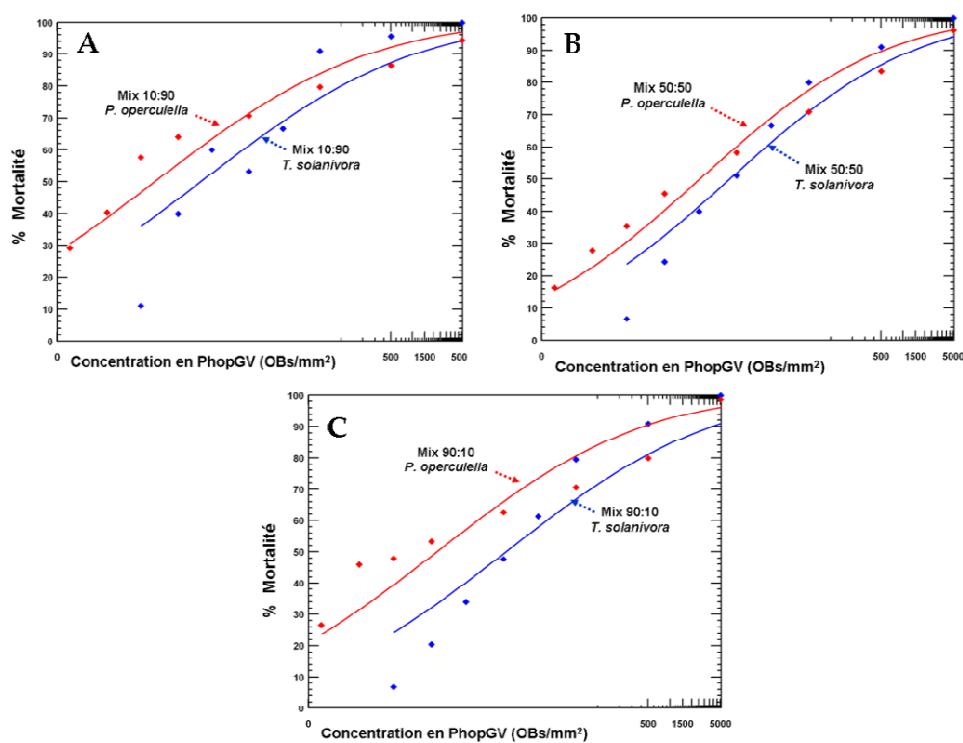 A
% Mortalité
100
90
80
70
60
50
40
30
20
10
0
Mix 10:90
P. operculella
Mix 10:90
T. solanivora
0
500
1500
500
Concentration en PhopGV (OBs/mm²)
B
% Mortalité
100
90
80
70
60
50
40
30
20
10
0
Mix 50:50
P. operculella
Mix 50:50
T. solanivora
0
500
1500
5000
Concentration en PhopGV (OBs/mm²)
C
% Mortalité
100
90
80
70
60
50
40
30
20
10
0
Mix 90:10
P. operculella
Mix 90:10
T. solanivora
0
500
1500
5000
Concentration en PhopGV (OBs/mm²)